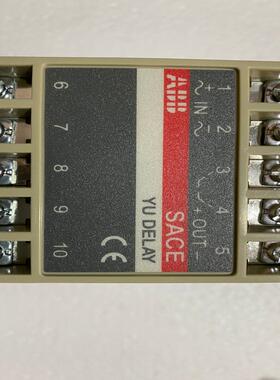 1 2 3 4 5
+ IN -
+ OUT -
ABB
SACE
YU DELAY
CE
6 7 8 9 10